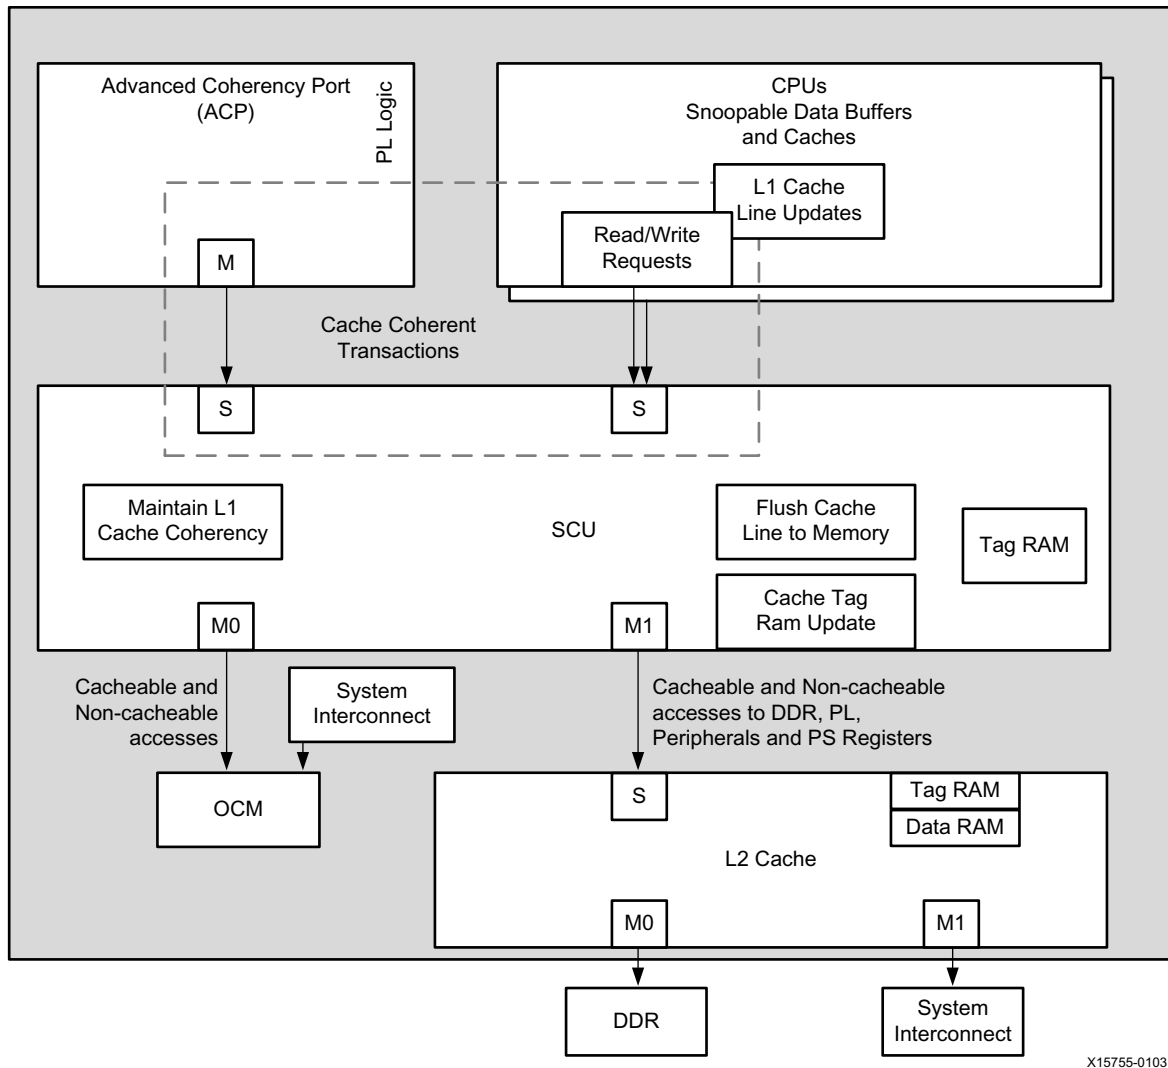 Advanced Coherency Port
(ACP)
PL Logic
M
CPUs
Snoopable Data Buffers
and Caches
L1 Cache
Line Updates
Read/Write
Requests
Cache Coherent
Transactions
S
S
Maintain L1
Cache Coherency
SCU
Flush Cache
Line to Memory
Tag RAM
Cache Tag
Ram Update
M0
M1
Cacheable and
Non-cacheable
accesses
System
Interconnect
Cacheable and Non-cacheable
accesses to DDR, PL,
Peripherals and PS Registers
OCM
S
Tag RAM
Data RAM
L2 Cache
M0
M1
DDR
System
Interconnect
X15755-0103